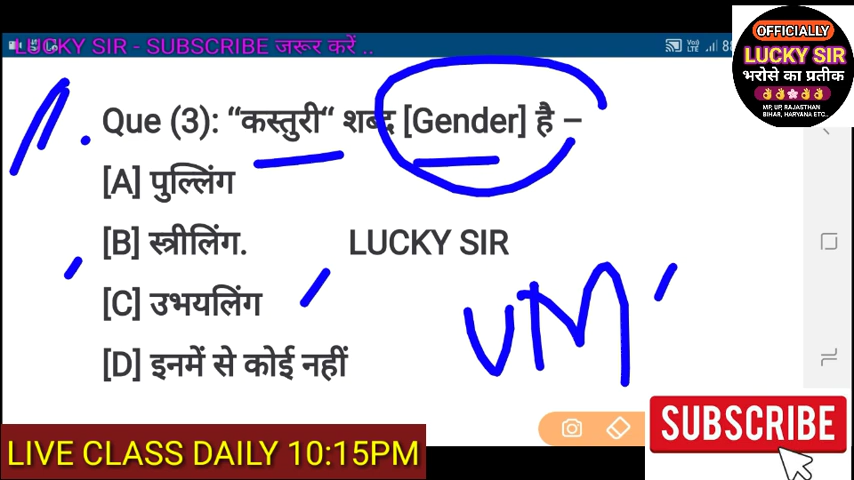 LUCKY SIR - SUBSCRIBE जरूर करें ..
OFFICIALLY
LUCKY SIR
भरोसे का प्रतीक
MP, UP, RAJASTHAN
BIHAR, HARYANA ETC..
Que (3): “कस्तुरी“ शब्द [Gender] है –
[A] पुल्लिंग
[B] स्त्रीलिंग. LUCKY SIR
[C] उभयलिंग
[D] इनमें से कोई नहीं
SUBSCRIBE
LIVE CLASS DAILY 10:15PM